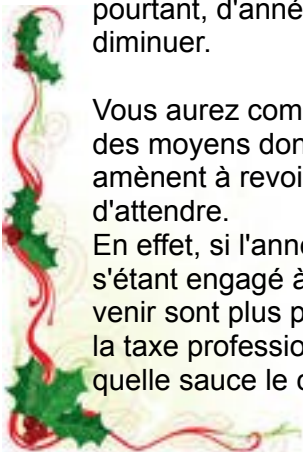 pourtant, d'anné
diminuer.
Vous aurez com
des moyens don
amènent à revoi
d'attendre.
En effet, si l'anné
s'étant engagé à
venir sont plus p
la taxe professio
quelle sauce le c